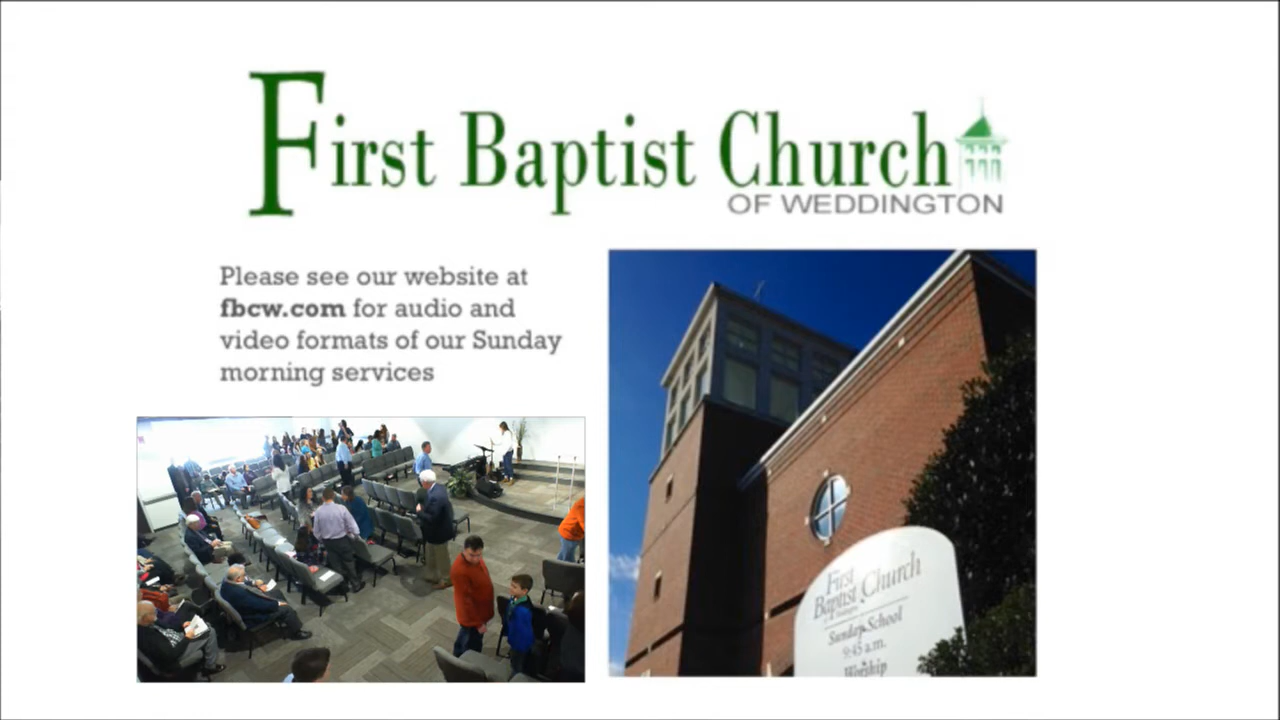 First Baptist Church
OF WEDDINGTON
Please see our website at
fbcw.com for audio and
video formats of our Sunday
morning services
First
Baptist Church
Sunday School
9:45 a.m.
Worship